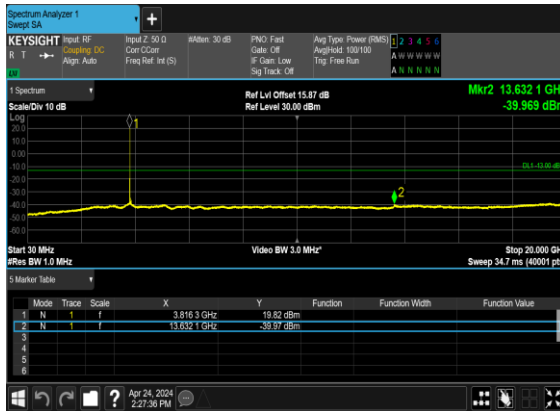 Spectrum Analyzer 1
Swept SA
KEYSIGHT
R T
Input: RF
Coupling: DC
Align: Auto
Input Z: 50 Ω
Corr CCorr
Freq Ref: Int (S)
#Atten: 30 dB
PNO: Fast
Gate: Off
IF Gain: Low
Sig Track: Off
Avg Type: Power (RMS)
Avg|Hold: 100/100
Trig: Free Run
1 2 3 4 5 6
A W W W W W
A N N N N N
1 Spectrum
Scale/Div 10 dB
Ref Lvl Offset 15.87 dB
Ref Level 30.00 dBm
Mkr2 13.632 1 GHz
-39.969 dBm
Log
20.0
10.0
0.00
-10.0
-20.0
-30.0
-40.0
-50.0
-60.0
1
2
DL1 -13.00 dB
Start 30 MHz
#Res BW 1.0 MHz
Video BW 3.0 MHz*
Stop 20.000 GH
Sweep 34.7 ms (40001 pt
5 Marker Table
Mode Trace Scale X Y Function Function Width Function Value
1 N 1 f 3.816 3 GHz 19.82 dBm
2 N 1 f 13.632 1 GHz -39.97 dBm
3
4
5
6
?
Apr 24, 2024
2:27:36 PM